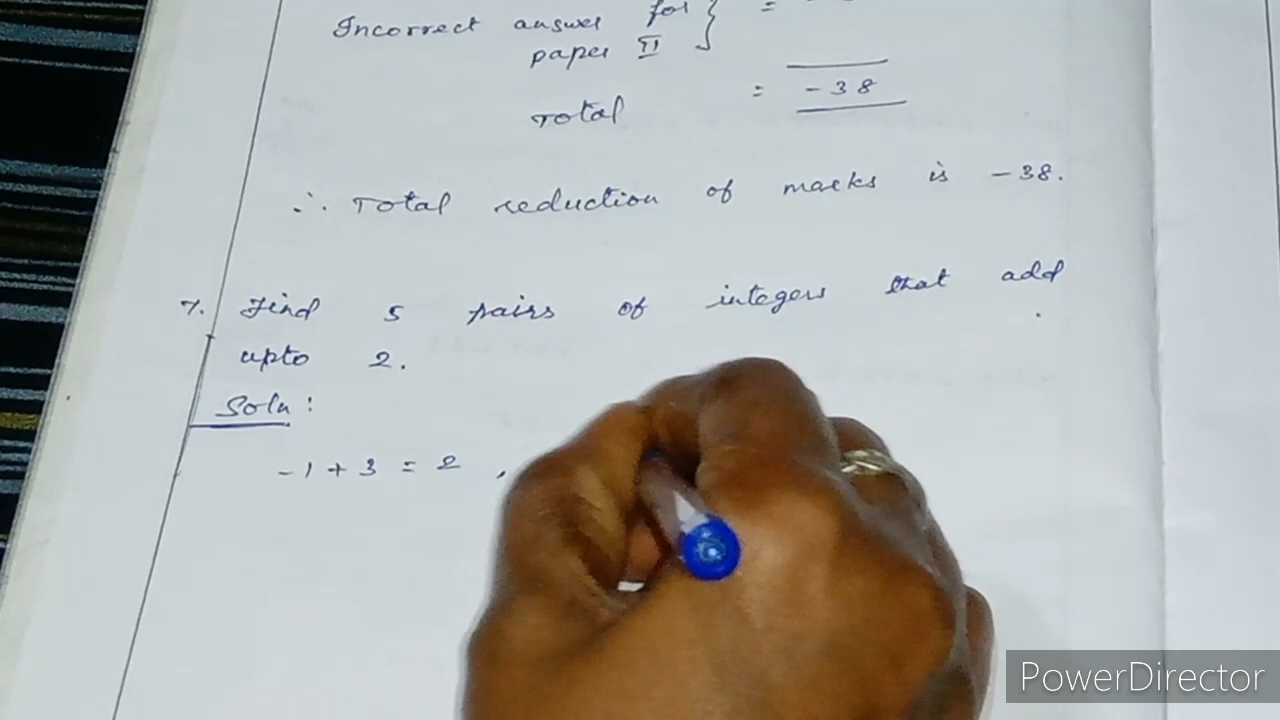 Incorrect answer for } =
paper II
Total = -38
∴ Total reduction of marks is -38.
7. Find 5 pairs of integers that add
upto 2.
Soln:
-1 + 3 = 2 ,
PowerDirector